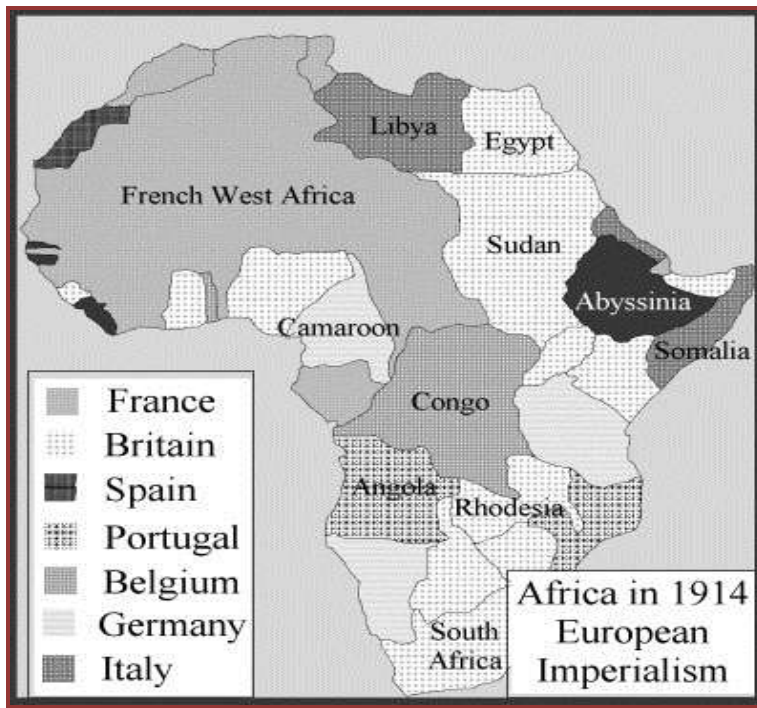 Libya
Egypt
French West Africa
Sudan
Abyssinia
Camaroon
Somalia
Congo
Angola
Rhodesia
South
Africa
France
Britain
Spain
Portugal
Belgium
Germany
Italy
Africa in 1914
European
Imperialism